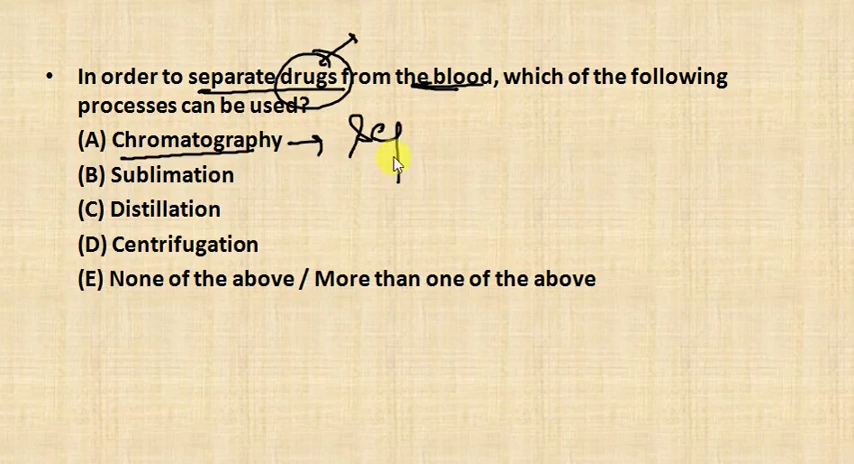 • In order to separate drugs from the blood, which of the following
processes can be used?
(A) Chromatography → Sep
(B) Sublimation
(C) Distillation
(D) Centrifugation
(E) None of the above / More than one of the above